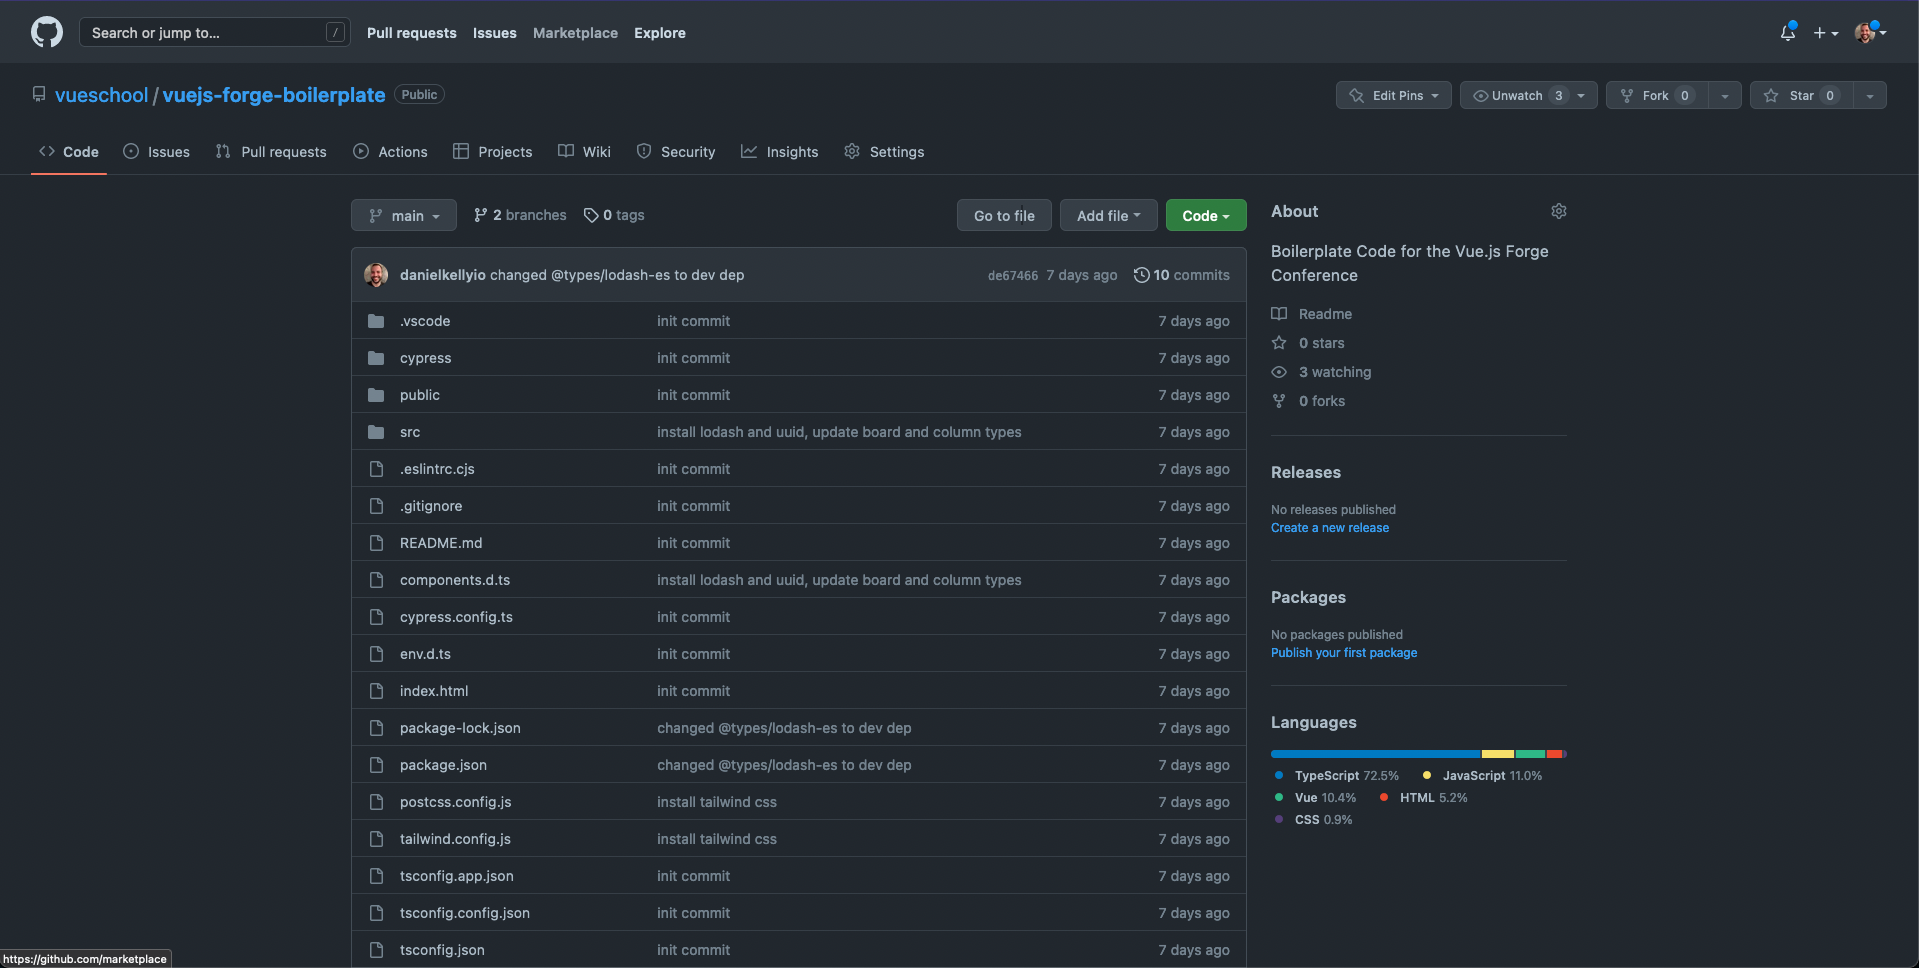 Search or jump to... /
Pull requests Issues Marketplace Explore
vueschool / vuejs-forge-boilerplate Public
Edit Pins Unwatch 3 Fork 0 Star 0
Code Issues Pull requests Actions Projects Wiki Security Insights Settings
main 2 branches 0 tags Go to file Add file Code
danielkellyio changed @types/lodash-es to dev dep de67466 7 days ago 10 commits
.vscode init commit 7 days ago
cypress init commit 7 days ago
public init commit 7 days ago
src install lodash and uuid, update board and column types 7 days ago
.eslintrc.cjs init commit 7 days ago
.gitignore init commit 7 days ago
README.md init commit 7 days ago
components.d.ts install lodash and uuid, update board and column types 7 days ago
cypress.config.ts init commit 7 days ago
env.d.ts init commit 7 days ago
index.html init commit 7 days ago
package-lock.json changed @types/lodash-es to dev dep 7 days ago
package.json changed @types/lodash-es to dev dep 7 days ago
postcss.config.js install tailwind css 7 days ago
tailwind.config.js install tailwind css 7 days ago
tsconfig.app.json init commit 7 days ago
tsconfig.config.json init commit 7 days ago
tsconfig.json init commit 7 days ago
About
Boilerplate Code for the Vue.js Forge
Conference
Readme
0 stars
3 watching
0 forks
Releases
No releases published
Create a new release
Packages
No packages published
Publish your first package
Languages
TypeScript 72.5% JavaScript 11.0%
Vue 10.4% HTML 5.2%
CSS 0.9%
https://github.com/marketplace